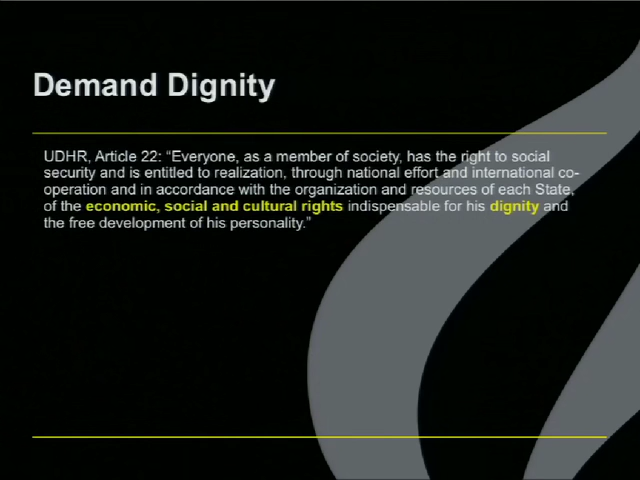 Demand Dignity
UDHR, Article 22: “Everyone, as a member of society, has the right to social
security and is entitled to realization, through national effort and international co-
operation and in accordance with the organization and resources of each State,
of the economic, social and cultural rights indispensable for his dignity and
the free development of his personality.”